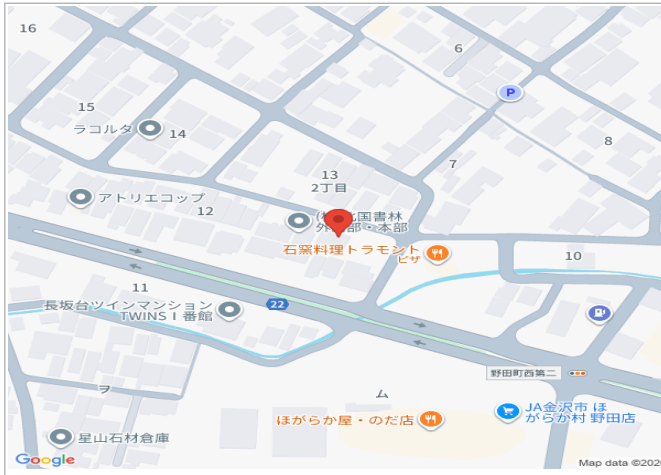 16
6
P
15
ラコルタ
14
8
7
13
2丁目
アトリエコップ
12
北国書林
部・本部
石窯料理トラモント
ピザ
10
11
長坂台ツインマンション
TWINS I 番館
22
野田町西第二
ヲ
ム
ほがらか屋・のだ店
JA金沢市 ほ
がらか村 野田店
星山石材倉庫
Google
Map data ©202